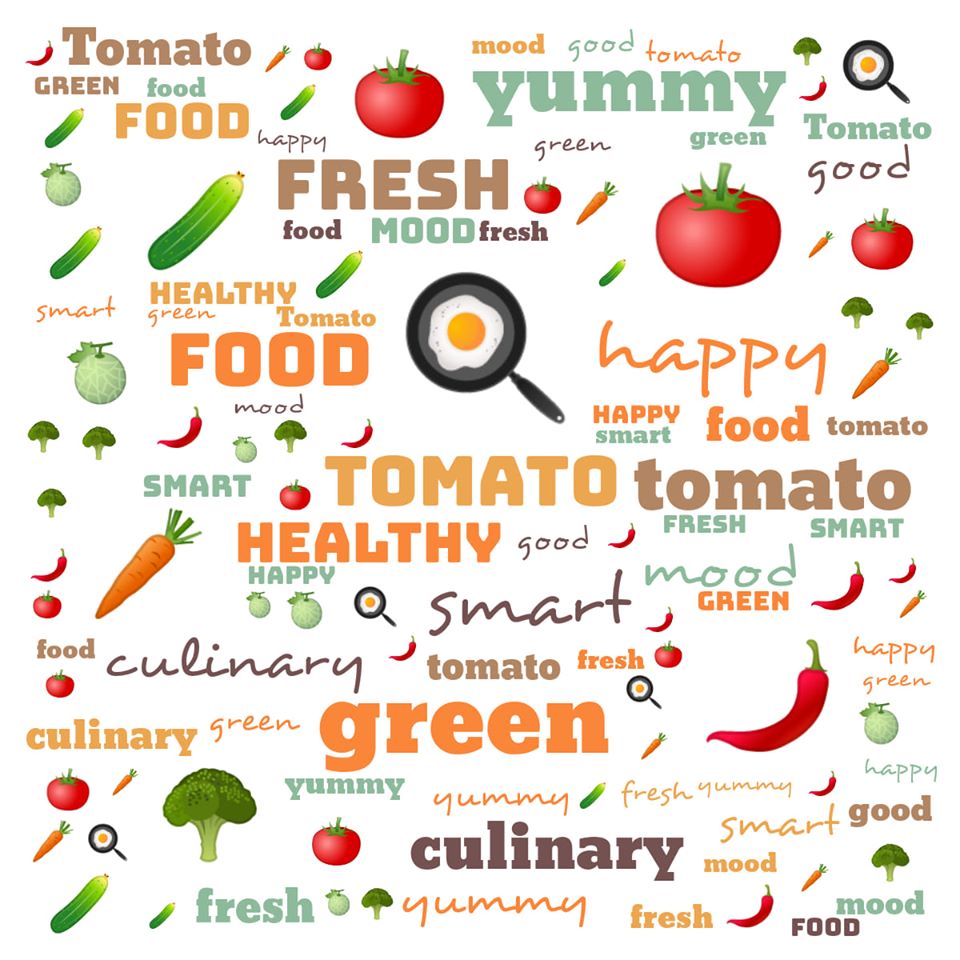 Tomato
mood
good
tomato
GREEN
food
yummy
FOOD
happy
green
Tomato
green
good
FRESH
food
MOOD
fresh
HEALTHY
smart
green
Tomato
FOOD
happy
mood
HAPPY
food
tomato
smart
TOMATO
tomato
SMART
FRESH
SMART
HEALTHY
good
HAPPY
mood
smart
GREEN
food
culinary
tomato
fresh
happy
green
culinary
green
green
yummy
happy
yummy
fresh
yummy
smart
good
culinary
mood
fresh
yummy
fresh
mood
FOOD